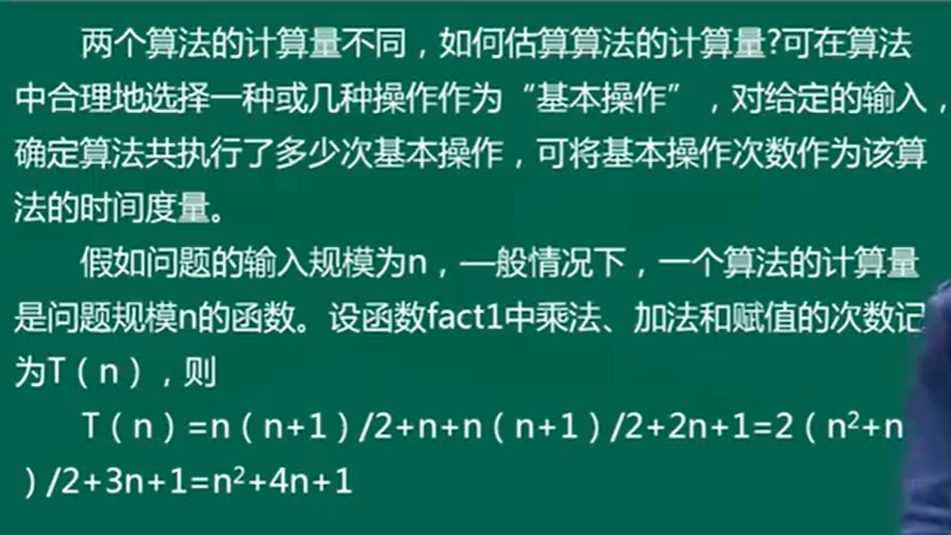 两个算法的计算量不同，如何估算算法的计算量?可在算法
中合理地选择一种或几种操作作为“基本操作”，对给定的输入，
确定算法共执行了多少次基本操作，可将基本操作次数作为该算
法的时间度量。
假如问题的输入规模为n，一般情况下，一个算法的计算量
是问题规模n的函数。设函数fact1中乘法、加法和赋值的次数记
为T（n），则
T（n）=n（n+1）/2+n+n（n+1）/2+2n+1=2（n²+n
）/2+3n+1=n²+4n+1